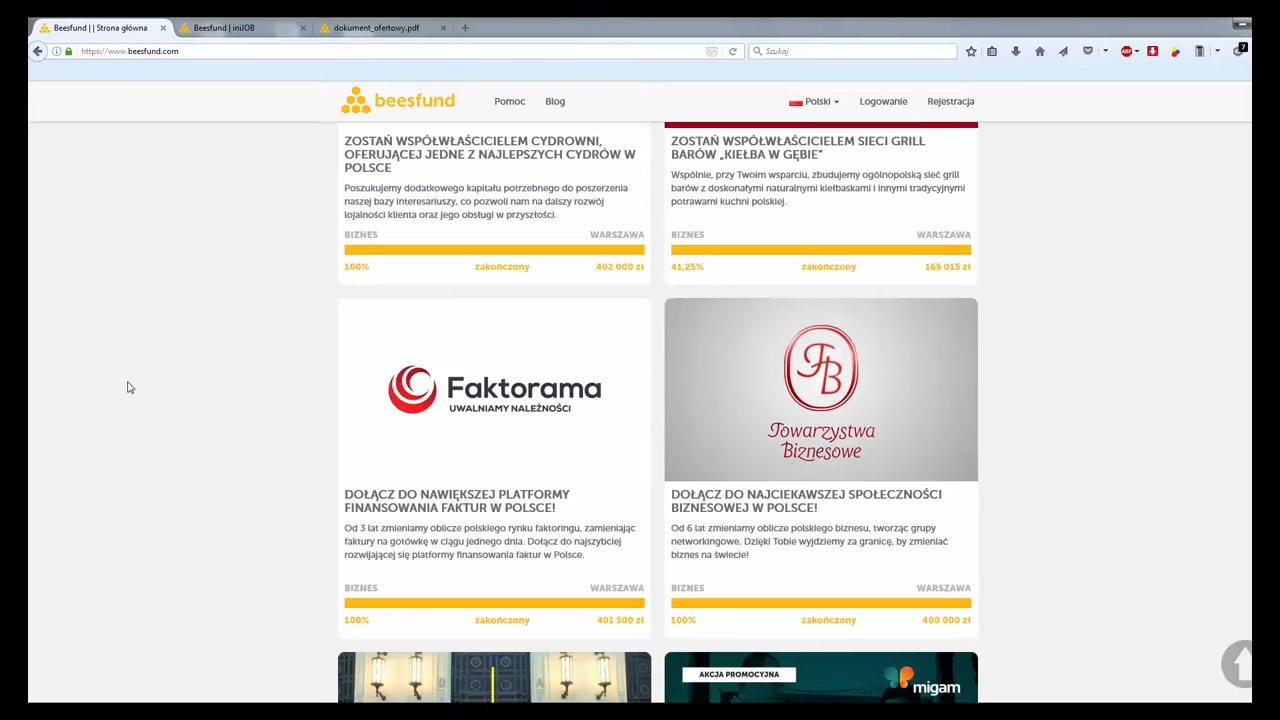 Beesfund | | Strona główna
Beesfund | iniJOB
dokument_ofertowy.pdf
https://www.beesfund.com
Szukaj
ABP
7
beesfund
Pomoc
Blog
Polski
Logowanie
Rejestracja
ZOSTAŃ WSPÓŁWŁAŚCICIELEM CYDROWNI,
OFERUJĄCEJ JEDNE Z NAJLEPSZYCH CYDRÓW W
POLSCE
Poszukujemy dodatkowego kapitału potrzebnego do poszerzenia
naszej bazy interesariuszy, co pozwoli nam na dalszy rozwój
lojalności klienta oraz jego obsługi w przyszłości.
BIZNES
WARSZAWA
100%
zakończony
402 000 zł
ZOSTAŃ WSPÓŁWŁAŚCICIELEM SIECI GRILL
BARÓW „KIEŁBA W GĘBIE”
Wspólnie, przy Twoim wsparciu, zbudujemy ogólnopolską sieć grill
barów z doskonałymi naturalnymi kiełbaskami i innymi tradycyjnymi
potrawami kuchni polskiej.
BIZNES
WARSZAWA
41,25%
zakończony
165 015 zł
Faktorama
UWALNIAMY NALEŻNOŚCI
DOŁĄCZ DO NAWIĘKSZEJ PLATFORMY
FINANSOWANIA FAKTUR W POLSCE!
Od 3 lat zmieniamy oblicze polskiego rynku faktoringu, zamieniając
faktury na gotówkę w ciągu jednego dnia. Dołącz do najszybciej
rozwijającej się platformy finansowania faktur w Polsce.
BIZNES
WARSZAWA
100%
zakończony
401 500 zł
TB
Towarzystwa
Biznesowe
DOŁĄCZ DO NAJCIEKAWSZEJ SPOŁECZNOŚCI
BIZNESOWEJ W POLSCE!
Od 6 lat zmieniamy oblicze polskiego biznesu, tworząc grupy
networkingowe. Dzięki Tobie wyjdziemy za granicę, by zmieniać
biznes na świecie!
BIZNES
WARSZAWA
100%
zakończony
400 000 zł
AKCJA PROMOCYJNA
migam